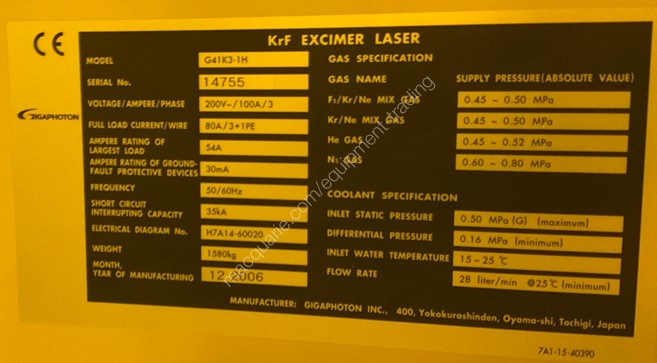 CE
GIGAPHOTON
KrF EXCIMER LASER
MODEL G41K3-1H
SERIAL No. 14755
VOLTAGE/AMPERE/PHASE 200V~/100A/3
FULL LOAD CURRENT/WIRE 80A/3+1PE
AMPERE RATING OF
LARGEST LOAD 54A
AMPERE RATING OF GROUND-
FAULT PROTECTIVE DEVICES 30mA
FREQUENCY 50/60Hz
SHORT CIRCUIT
INTERRUPTING CAPACITY 35kA
ELECTRICAL DIAGRAM No. H7A14-60020
WEIGHT 1580kg
MONTH,
YEAR OF MANUFACTURING 12,2006
GAS SPECIFICATION
GAS NAME SUPPLY PRESSURE(ABSOLUTE VALUE)
F₂/Kr/Ne MIX GAS 0.45 - 0.50 MPa
Kr/Ne MIX GAS 0.45 - 0.50 MPa
He GAS 0.45 - 0.52 MPa
N₂ GAS 0.60 - 0.80 MPa
COOLANT SPECIFICATION
INLET STATIC PRESSURE 0.50 MPa(G) (maximum)
DIFFERENTIAL PRESSURE 0.16 MPa (minimum)
INLET WATER TEMPERATURE 15-25℃
FLOW RATE 28 liter/min @25℃(minimum)
MANUFACTURER: GIGAPHOTON INC., 400, Yokokurashinden, Oyama-shi, Tochigi, Japan
7A1-15-40390
macquarie.com/equipment trading